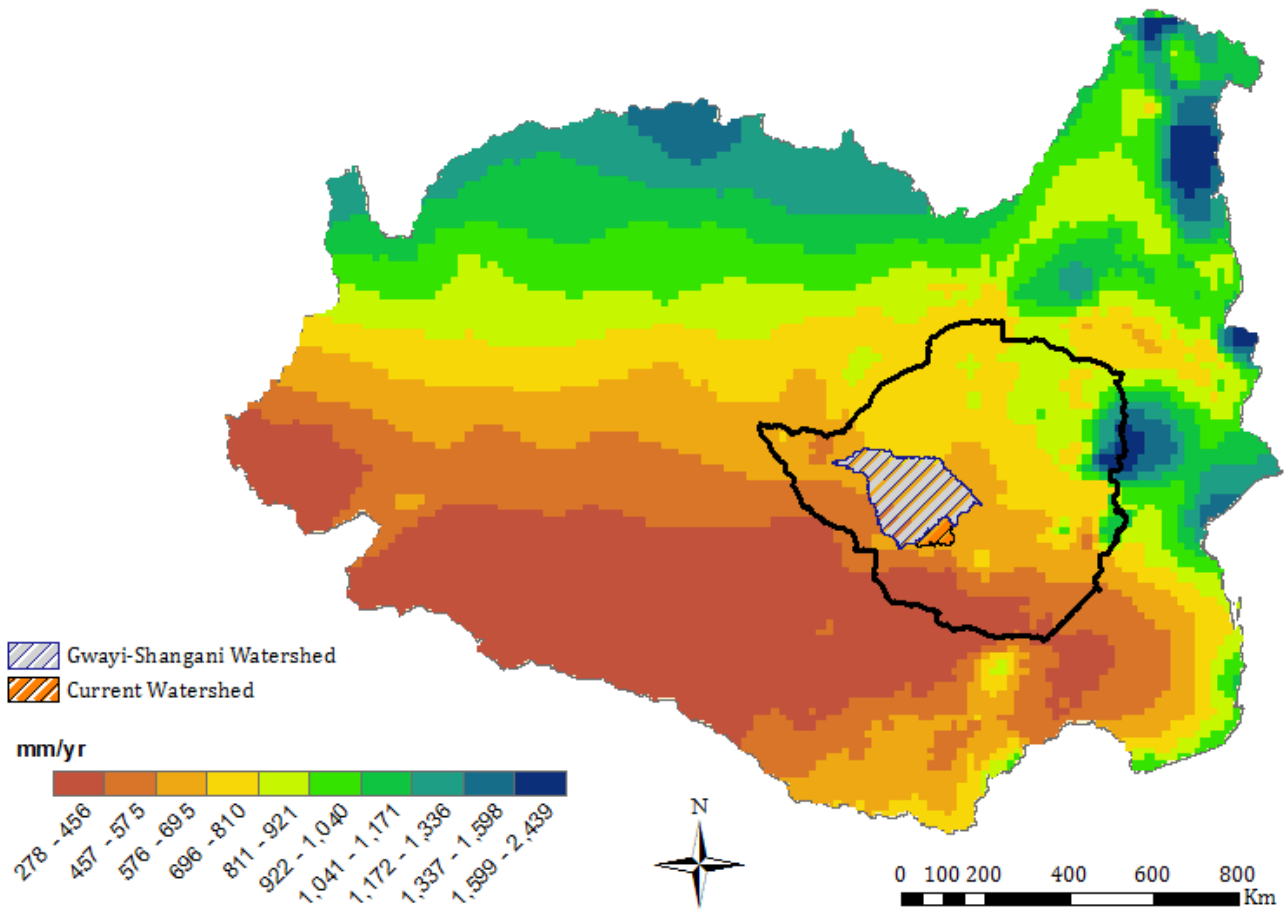 Gwayi-Shangani Watershed
Current Watershed
mm/yr
278 - 456
457 - 575
576 - 695
696 - 810
811 - 921
922 - 1,040
1,041 - 1,171
1,172 - 1,336
1,337 - 1,598
1,599 - 2,439
N
0 100 200 400 600 800
Km